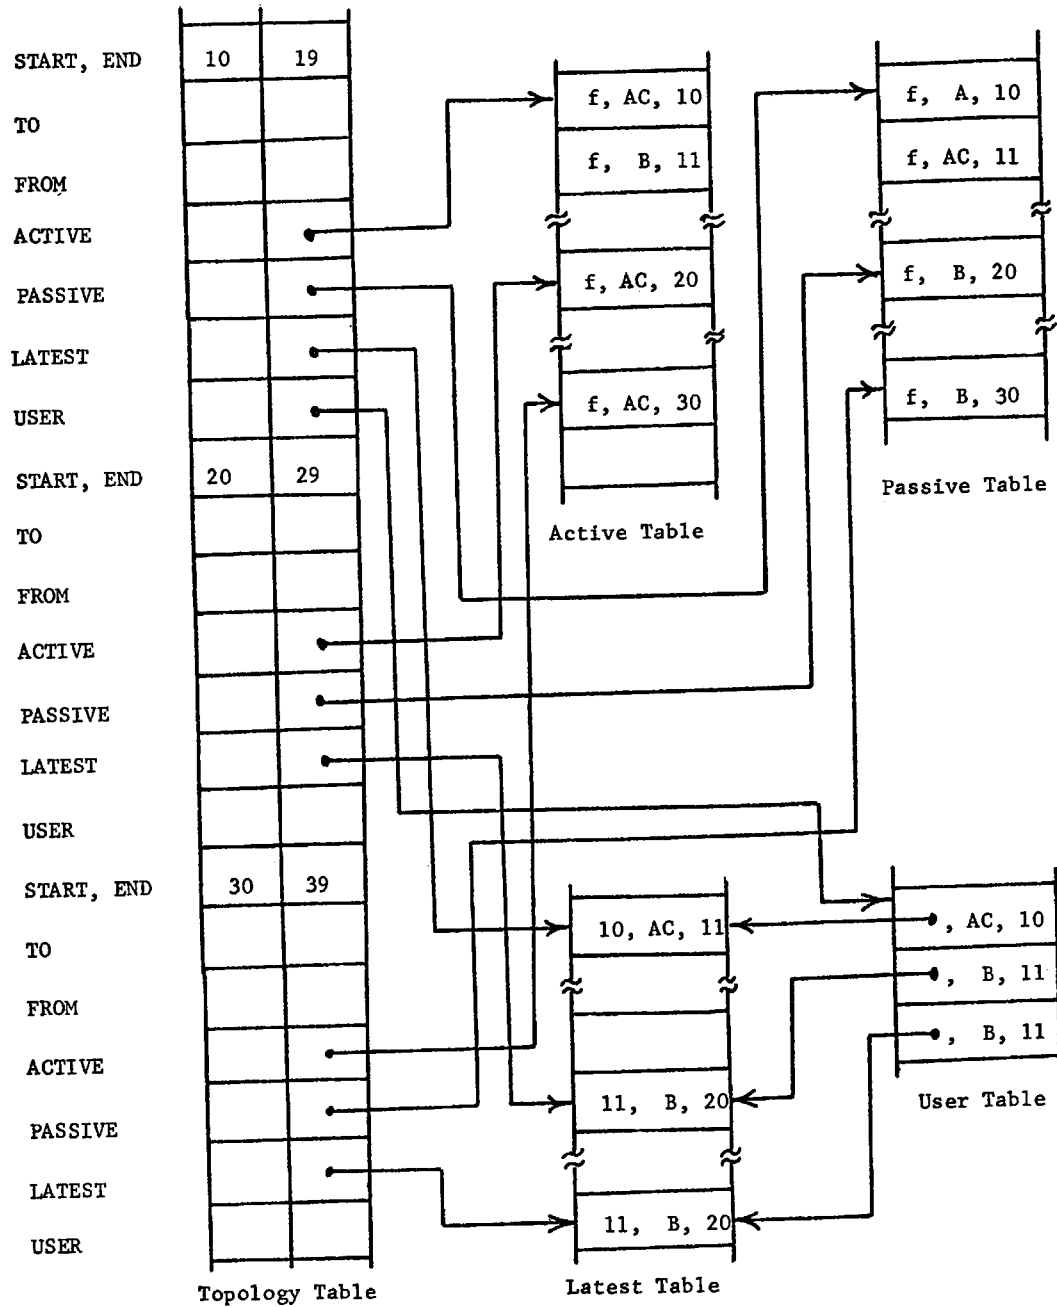 START, END 10 19
TO
FROM
ACTIVE
PASSIVE
LATEST
USER
START, END 20 29
TO
FROM
ACTIVE
PASSIVE
LATEST
USER
START, END 30 39
TO
FROM
ACTIVE
PASSIVE
LATEST
USER
Topology Table
f, AC, 10
f, B, 11
f, AC, 20
f, AC, 30
Active Table
f, A, 10
f, AC, 11
f, B, 20
f, B, 30
Passive Table
10, AC, 11
11, B, 20
11, B, 20
Latest Table
, AC, 10
, B, 11
, B, 11
User Table